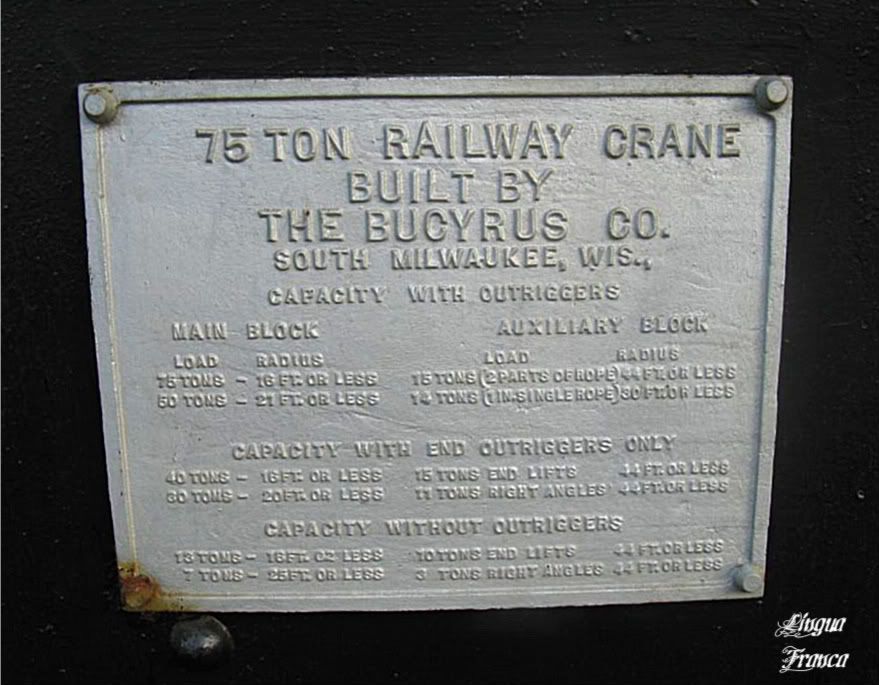 75 TON RAILWAY CRANE
BUILT BY
THE BUCYRUS CO.
SOUTH MILWAUKEE, WIS.,
CAPACITY WITH OUTRIGGERS
MAIN BLOCK AUXILIARY BLOCK
LOAD RADIUS LOAD RADIUS
75 TONS - 16 FT. OR LESS 15 TONS (2 PARTS OF ROPE) 44 FT. OR LESS
50 TONS - 21 FT. OR LESS 14 TONS (1 IN. SINGLE ROPE) 30 FT. OR LESS
CAPACITY WITH END OUTRIGGERS ONLY
40 TONS - 16 FT. OR LESS 15 TONS END LIFTS 44 FT. OR LESS
30 TONS - 20 FT. OR LESS 11 TONS RIGHT ANGLES 44 FT. OR LESS
CAPACITY WITHOUT OUTRIGGERS
13 TONS - 16 FT. OR LESS 10 TONS END LIFTS 44 FT. OR LESS
7 TONS - 25 FT. OR LESS 3 TONS RIGHT ANGLES 44 FT. OR LESS
Lingua
Franca